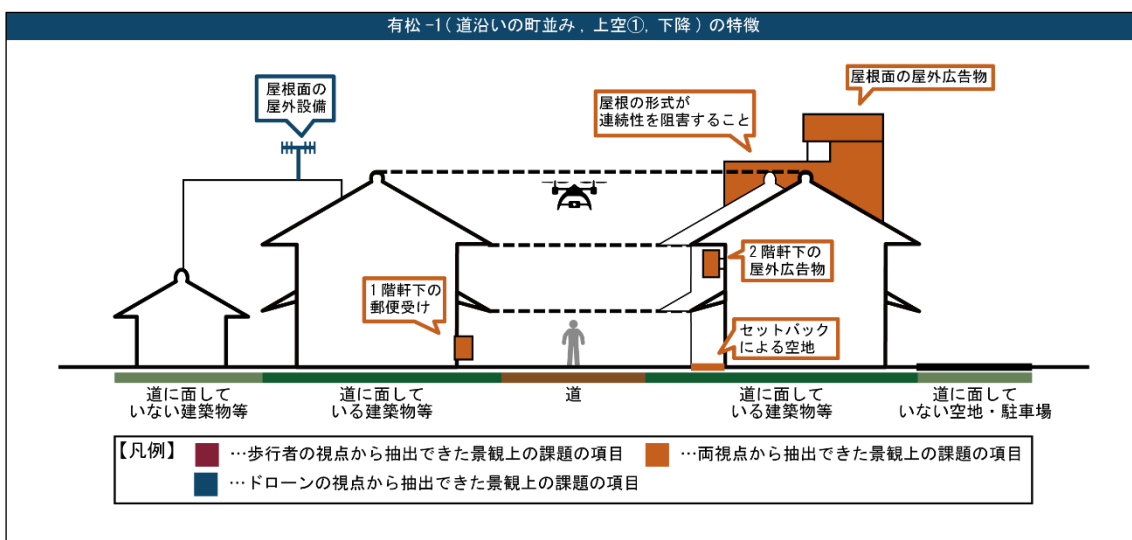 有松-1(道沿いの町並み, 上空①, 下降)の特徴
屋根面の
屋外設備
屋根の形式が
連続性を阻害すること
屋根面の屋外広告物
2階軒下の
屋外広告物
1階軒下の
郵便受け
セットバック
による空地
道に面して
いない建築物等
道に面して
いる建築物等
道
道に面して
いる建築物等
道に面して
いない空地・駐車場
【凡例】
…歩行者の視点から抽出できた景観上の課題の項目
…両視点から抽出できた景観上の課題の項目
…ドローンの視点から抽出できた景観上の課題の項目